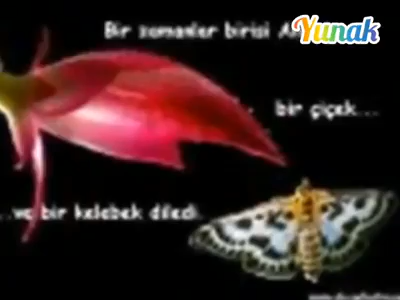 Bir zamanlar birisi
Yunak
bir çiçek...
..ve bir kelebek diledi.